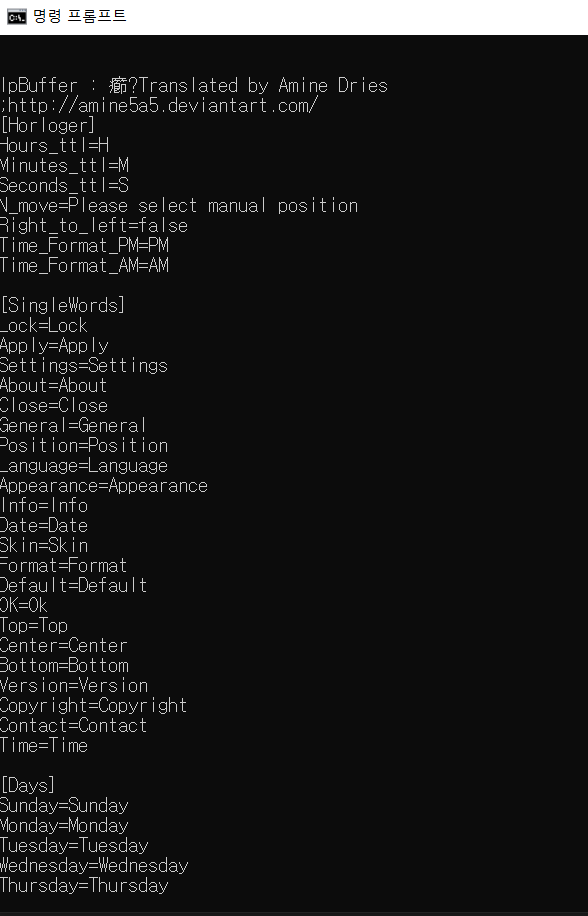 명령 프롬프트
lpBuffer : 癤?Translated by Amine Dries
;http://amine5a5.deviantart.com/
[Horloger]
Hours_ttl=H
Minutes_ttl=M
Seconds_ttl=S
N_move=Please select manual position
Right_to_left=false
Time_Format_PM=PM
Time_Format_AM=AM
[SingleWords]
Lock=Lock
Apply=Apply
Settings=Settings
About=About
Close=Close
General=General
Position=Position
Language=Language
Appearance=Appearance
Info=Info
Date=Date
Skin=Skin
Format=Format
Default=Default
OK=Ok
Top=Top
Center=Center
Bottom=Bottom
Version=Version
Copyright=Copyright
Contact=Contact
Time=Time
[Days]
Sunday=Sunday
Monday=Monday
Tuesday=Tuesday
Wednesday=Wednesday
Thursday=Thursday